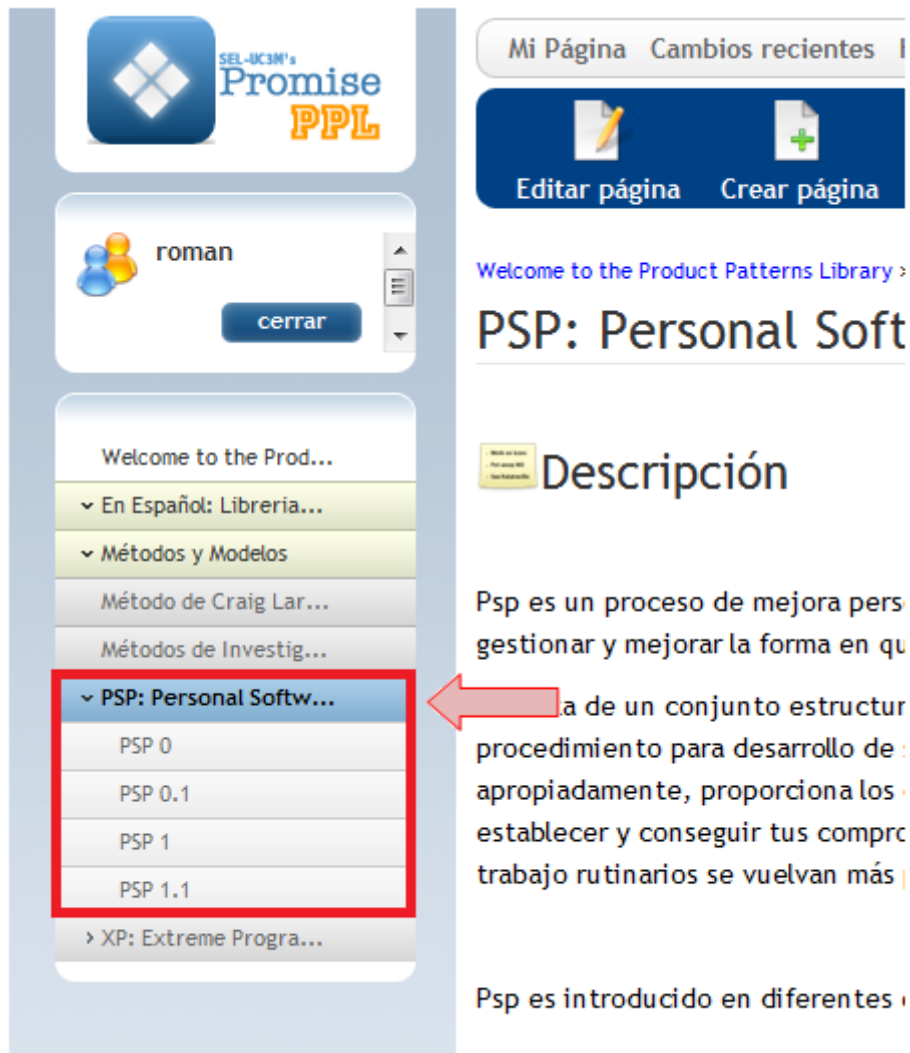 SEL-UC3M's
Promise
PPL
roman
cerrar
Welcome to the Prod...
En Español: Libreria...
Métodos y Modelos
Método de Craig Lar...
Métodos de Investig...
PSP: Personal Softw...
PSP 0
PSP 0.1
PSP 1
PSP 1.1
XP: Extreme Progra...
Mi Página Cambios recientes
Editar página Crear página
Welcome to the Product Patterns Library >
PSP: Personal Soft
Descripción
Psp es un proceso de mejora pers
gestionar y mejorar la forma en qu
a de un conjunto estructur
procedimiento para desarrollo de
apropiadamente, proporciona los
establecer y conseguir tus compro
trabajo rutinarios se vuelvan más
Psp es introducido en diferentes